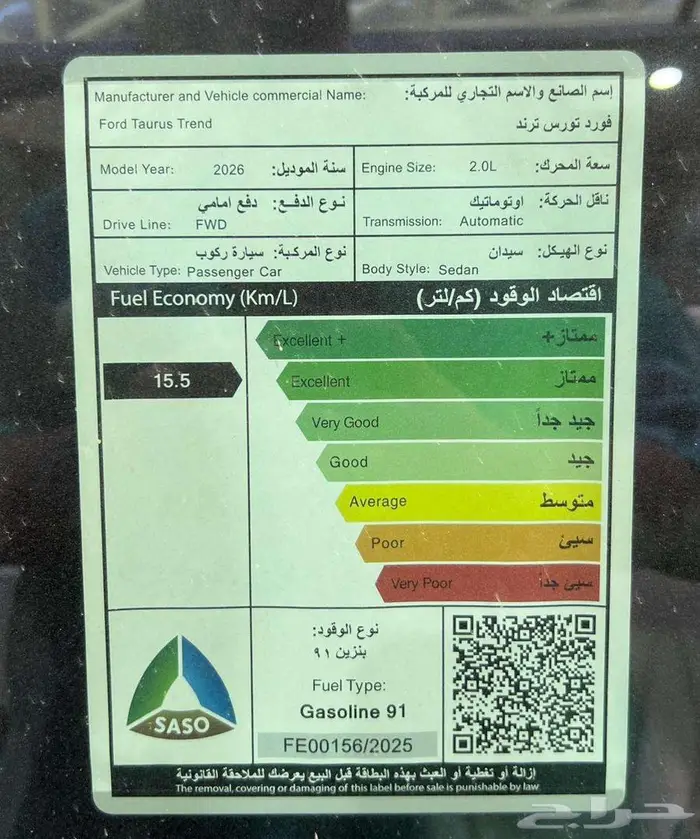 Manufacturer and Vehicle commercial Name: إسم الصانع والاسم التجاري للمركبة:
Ford Taurus Trend فورد تورس ترند
Model Year: 2026 سنة الموديل: Engine Size: 2.0L سعة المحرك:
نوع الدفع: دفع امامي ناقل الحركة: اوتوماتيك
Drive Line: FWD Transmission: Automatic
نوع المركبة: سيارة ركوب نوع الهيكل: سيدان
Vehicle Type: Passenger Car Body Style: Sedan
Fuel Economy (Km/L) اقتصاد الوقود (كم/لتر)
Excellent + ممتاز+
15.5 Excellent ممتاز
Very Good جيد جداً
Good جيد
Average متوسط
Poor سيئ
Very Poor سيئ جداً
نوع الوقود:
بنزين ٩١
Fuel Type:
Gasoline 91
SASO
FE00156/2025
إزالة أو تغطية أو العبث بهذه البطاقة قبل البيع يعرضك للملاحقة القانونية
The removal, covering or damaging of this label before sale is punishable by law
حراج